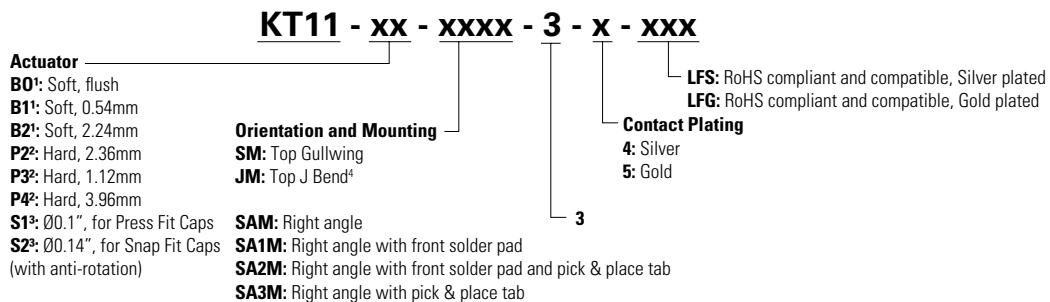 KT11 - xx - xxxx - 3 - x - xxx
Actuator
B0¹: Soft, flush
B1¹: Soft, 0.54mm
B2¹: Soft, 2.24mm
P2²: Hard, 2.36mm
P3²: Hard, 1.12mm
P4²: Hard, 3.96mm
S1³: Ø0.1”, for Press Fit Caps
S2³: Ø0.14”, for Snap Fit Caps
(with anti-rotation)
Orientation and Mounting
SM: Top Gullwing
JM: Top J Bend⁴
SAM: Right angle
SA1M: Right angle with front solder pad
SA2M: Right angle with front solder pad and pick & place tab
SA3M: Right angle with pick & place tab
3
Contact Plating
4: Silver
5: Gold
LFS: RoHS compliant and compatible, Silver plated
LFG: RoHS compliant and compatible, Gold plated